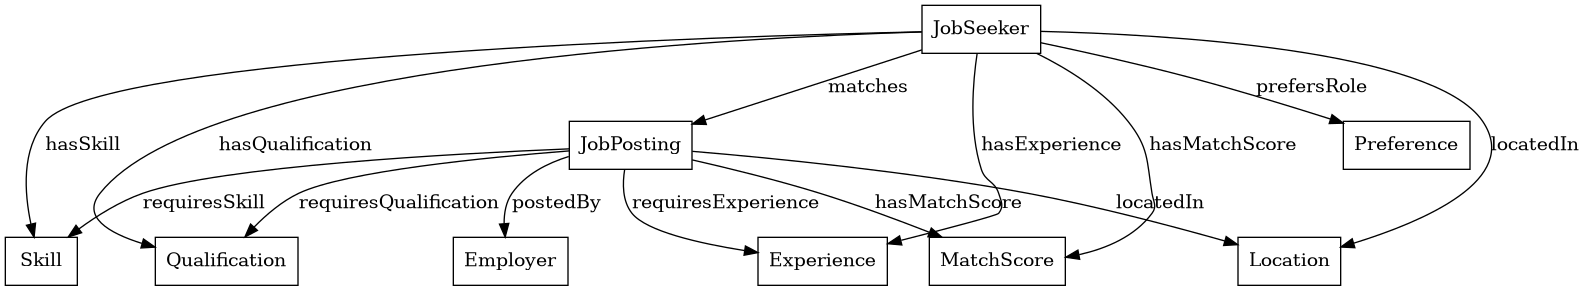 JobSeeker
matches
prefersRole
hasSkill
hasQualification
JobPosting
hasExperience
hasMatchScore
Preference
locatedIn
requiresSkill
requiresQualification
postedBy
requiresExperience
hasMatchScore
locatedIn
Skill
Qualification
Employer
Experience
MatchScore
Location